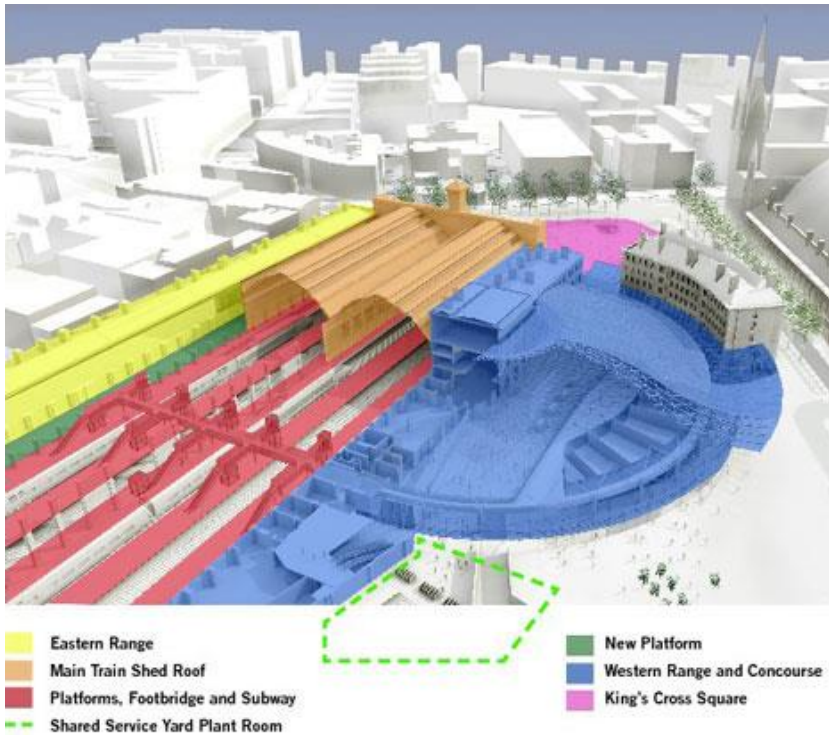 Eastern Range
Main Train Shed Roof
Platforms, Footbridge and Subway
Shared Service Yard Plant Room
New Platform
Western Range and Concourse
King's Cross Square